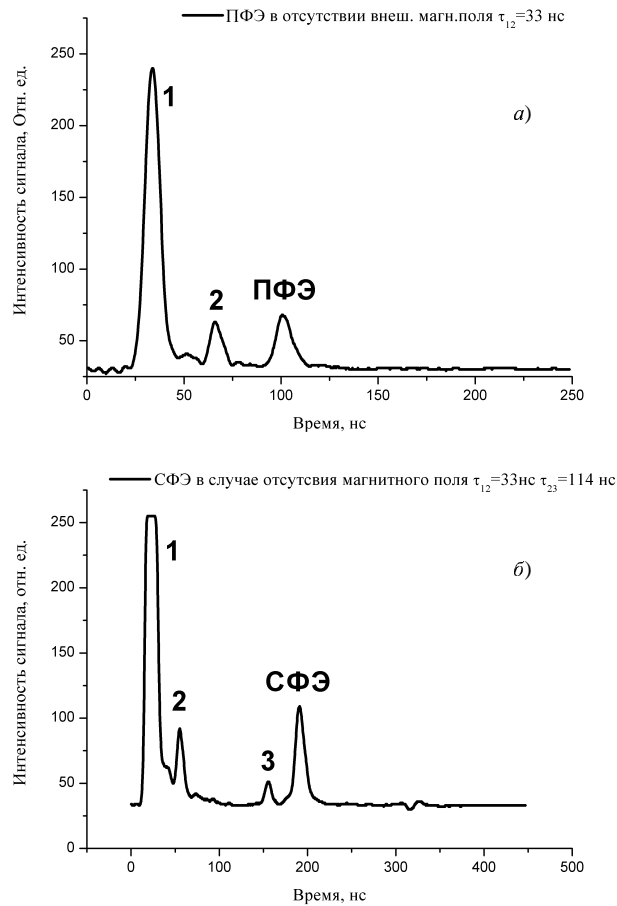 ПФЭ в отсутствии внеш. магн.поля τ12=33 нс
250
200
150
100
50
Интенсивность сигнала, Отн. ед.
1
2
ПФЭ
а)
0 50 100 150 200 250
Время, нс
СФЭ в случае отсутсвия магнитного поля τ12=33нс τ23=114 нс
250
200
150
100
50
0
Интенсивность сигнала, отн. ед.
1
2
3
СФЭ
б)
0 100 200 300 400 500
Время, нс